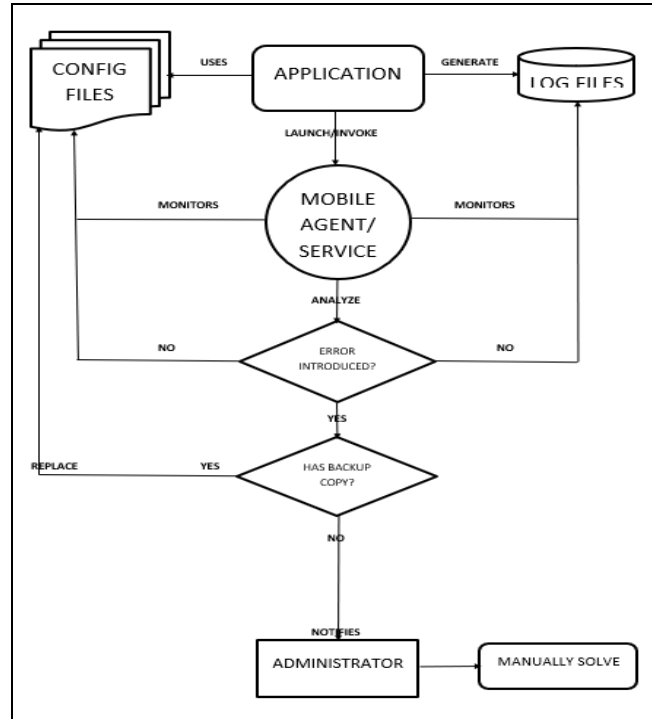 CONFIG
FILES
USES
APPLICATION
GENERATE
LOG FILES
LAUNCH/INVOKE
MONITORS
MOBILE
AGENT/
SERVICE
MONITORS
ANALYZE
NO
ERROR
INTRODUCED?
NO
YES
REPLACE
YES
HAS BACKUP
COPY?
NO
NOTIFIES
ADMINISTRATOR
MANUALLY SOLVE